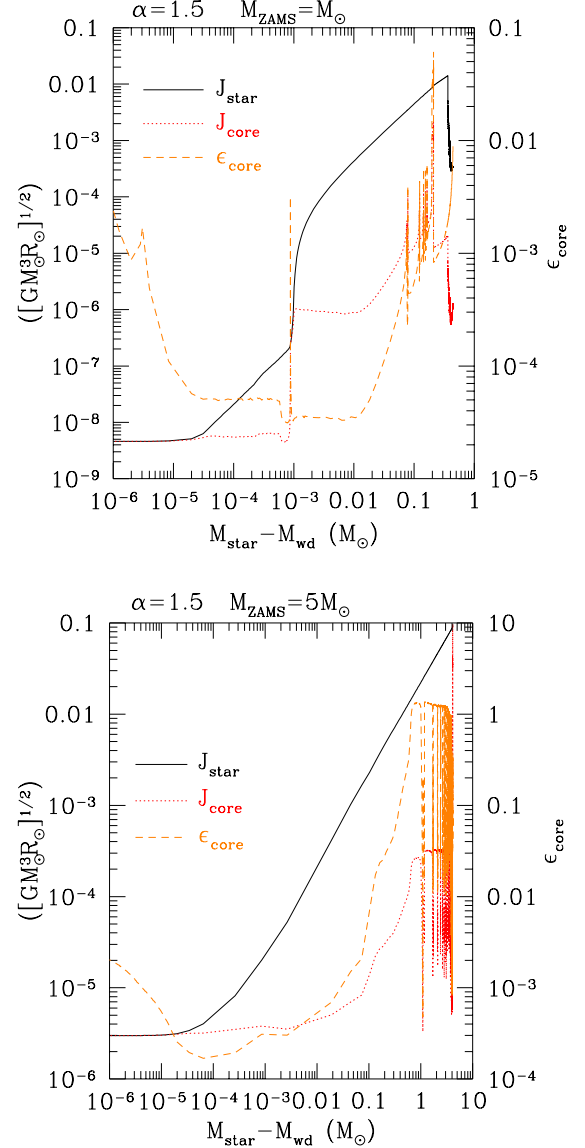 α=1.5 M_ZAMS=M_⊙
0.1 0.1
0.01
10^-3 0.01
10^-4
10^-5 10^-3
10^-6
10^-7 10^-4
10^-8
10^-9 10^-5
J_star
J_core
ϵ_core
([GM_⊙^3R_⊙]^1/2)
ϵ_core
10^-6 10^-5 10^-4 10^-3 0.01 0.1 1
M_star−M_wd (M_⊙)
α=1.5 M_ZAMS=5M_⊙
0.1 10
0.01 1
10^-3 0.1
10^-4 0.01
10^-5 10^-3
10^-6 10^-4
J_star
J_core
ϵ_core
([GM_⊙^3R_⊙]^1/2)
ϵ_core
10^-6 10^-5 10^-4 10^-3 0.01 0.1 1 10
M_star−M_wd (M_⊙)